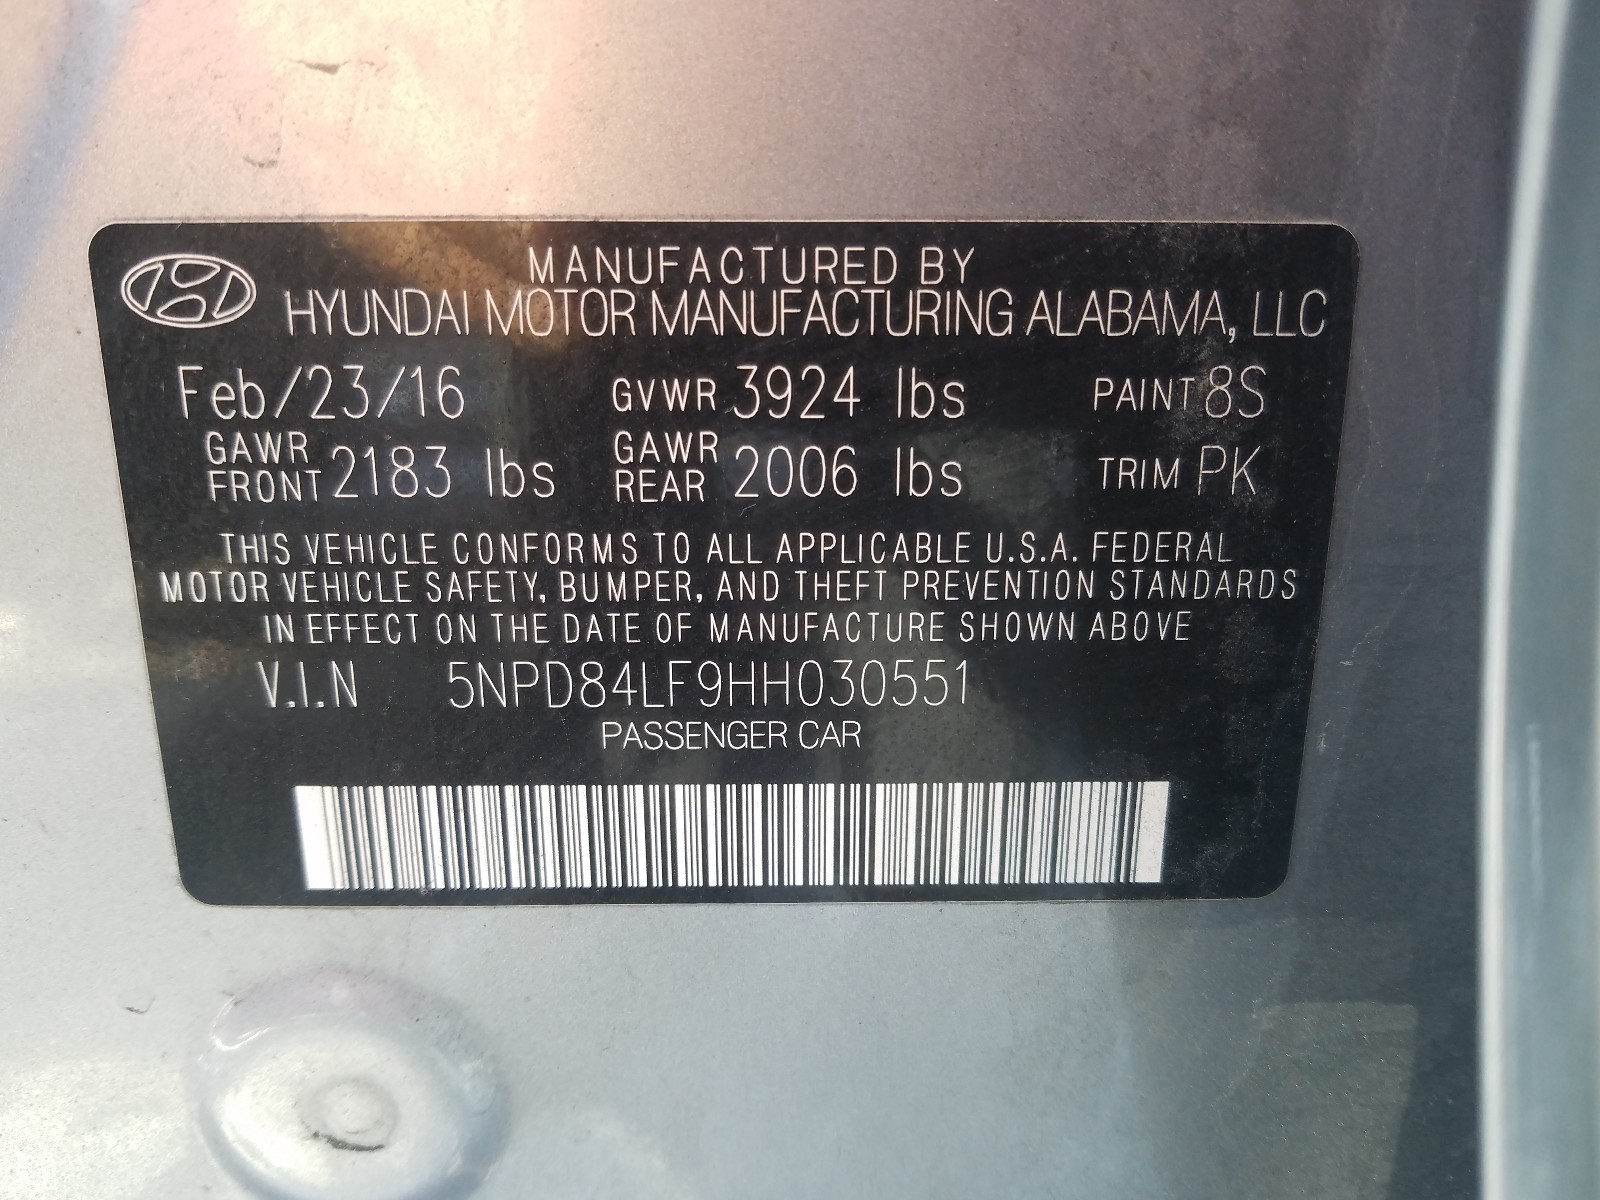 MANUFACTURED BY
HYUNDAI MOTOR MANUFACTURING ALABAMA, LLC
Feb/23/16 GVWR 3924 lbs PAINT 8S
GAWR FRONT 2183 lbs GAWR REAR 2006 lbs TRIM PK
THIS VEHICLE CONFORMS TO ALL APPLICABLE U.S.A. FEDERAL
MOTOR VEHICLE SAFETY, BUMPER, AND THEFT PREVENTION STANDARDS
IN EFFECT ON THE DATE OF MANUFACTURE SHOWN ABOVE
V.I.N 5NPD84LF9HH030551
PASSENGER CAR